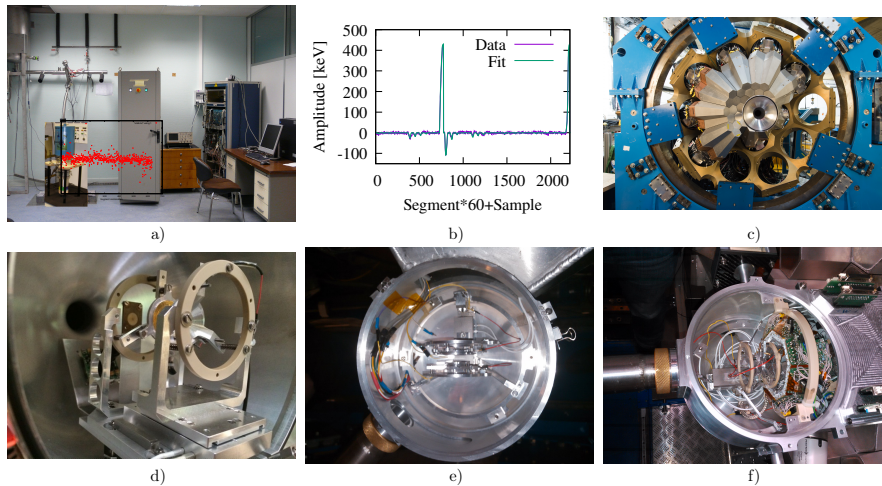 500
400
300
200
100
0
-100
Amplitude [keV]
Data
Fit
0
500
1000
1500
2000
Segment*60+Sample
a)
b)
c)
d)
e)
f)